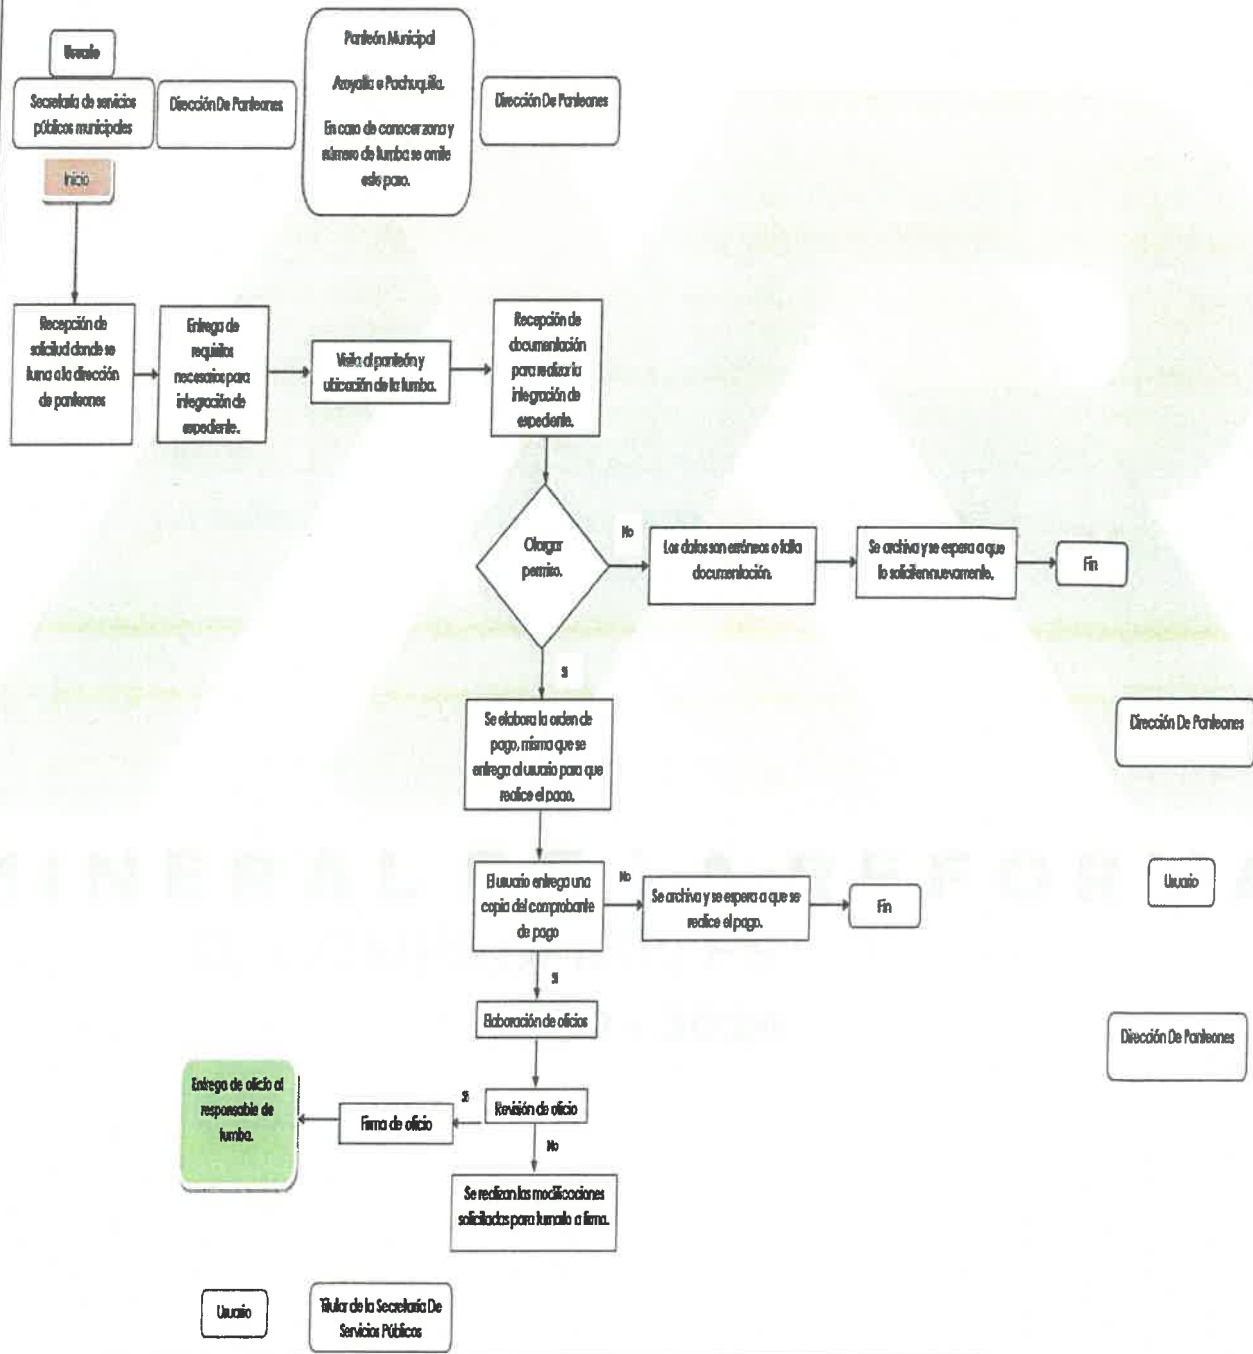 Usuario
Secretaría de servicios
públicos municipales
Dirección De Panteones
Panteón Municipal
Azoyatla o Pachuquilla.
En caso de conocer zona y
número de tumba se omite
este paso.
Dirección De Panteones
Inicio
Recepción de
solicitud donde se
turna a la dirección
de panteones
Entrega de
requisitos
necesarios para
integración de
expediente.
Visita al panteón y
ubicación de la tumba.
Recepción de
documentación
para realizar la
integración de
expediente.
Otorgar
permiso.
No
Los datos son erróneos o falta
documentación.
Se archiva y se espera a que
lo soliciten nuevamente.
Fin
Si
Se elabora la orden de
pago, misma que se
entrega al usuario para que
realice el pago.
Dirección De Panteones
MINERAL DE LA REFORMA
El usuario entrega una
copia del comprobante
de pago
No
Se archiva y se espera a que se
realice el pago.
Fin
Usuario
Si
Elaboración de oficios
Dirección De Panteones
Entrega de oficio al
responsable de
tumba.
Firma de oficio
Si
Revisión de oficio
No
Se realizan las modificaciones
solicitadas para turnarlo a firma.
Usuario
Titular de la Secretaría De
Servicios Públicos